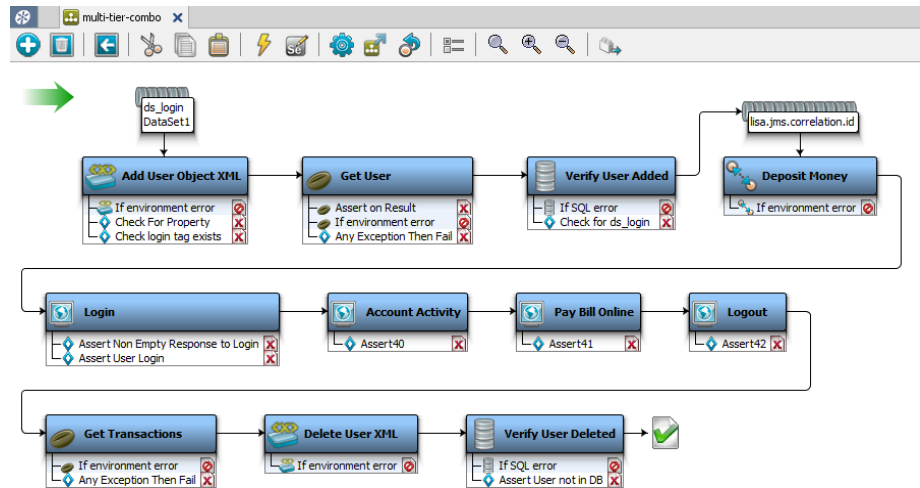 multi-tier-combo
Se
ds_login
DataSet1
lisa.jms.correlation.id
Add User Object XML
If environment error
Check For Property
Check login tag exists
Get User
Assert on Result
If environment error
Any Exception Then Fail
Verify User Added
If SQL error
Check for ds_login
Deposit Money
If environment error
Login
Assert Non Empty Response to Login
Assert User Login
Account Activity
Assert40
Pay Bill Online
Assert41
Logout
Assert42
Get Transactions
If environment error
Any Exception Then Fail
Delete User XML
If environment error
Verify User Deleted
If SQL error
Assert User not in DB